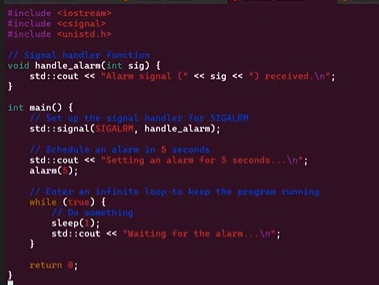 #include <iostream>
#include <csignal>
#include <unistd.h>
// Signal handler function
void handle_alarm(int sig) {
std::cout << "Alarm signal (" << sig << ") received.\n";
}
int main() {
// Set up the signal handler for SIGALRM
std::signal(SIGALRM, handle_alarm);
// Schedule an alarm in 5 seconds
std::cout << "Setting an alarm for 5 seconds...\n";
alarm(5);
// Enter an infinite loop to keep the program running
while (true) {
// Do something
sleep(1);
std::cout << "Waiting for the alarm...\n";
}
return 0;
}